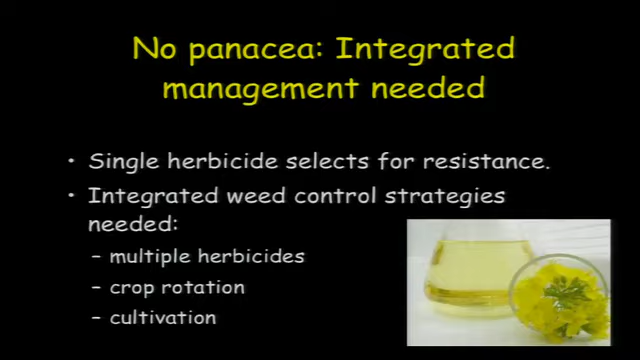 No panacea: Integrated
management needed
• Single herbicide selects for resistance.
• Integrated weed control strategies
needed:
– multiple herbicides
– crop rotation
– cultivation